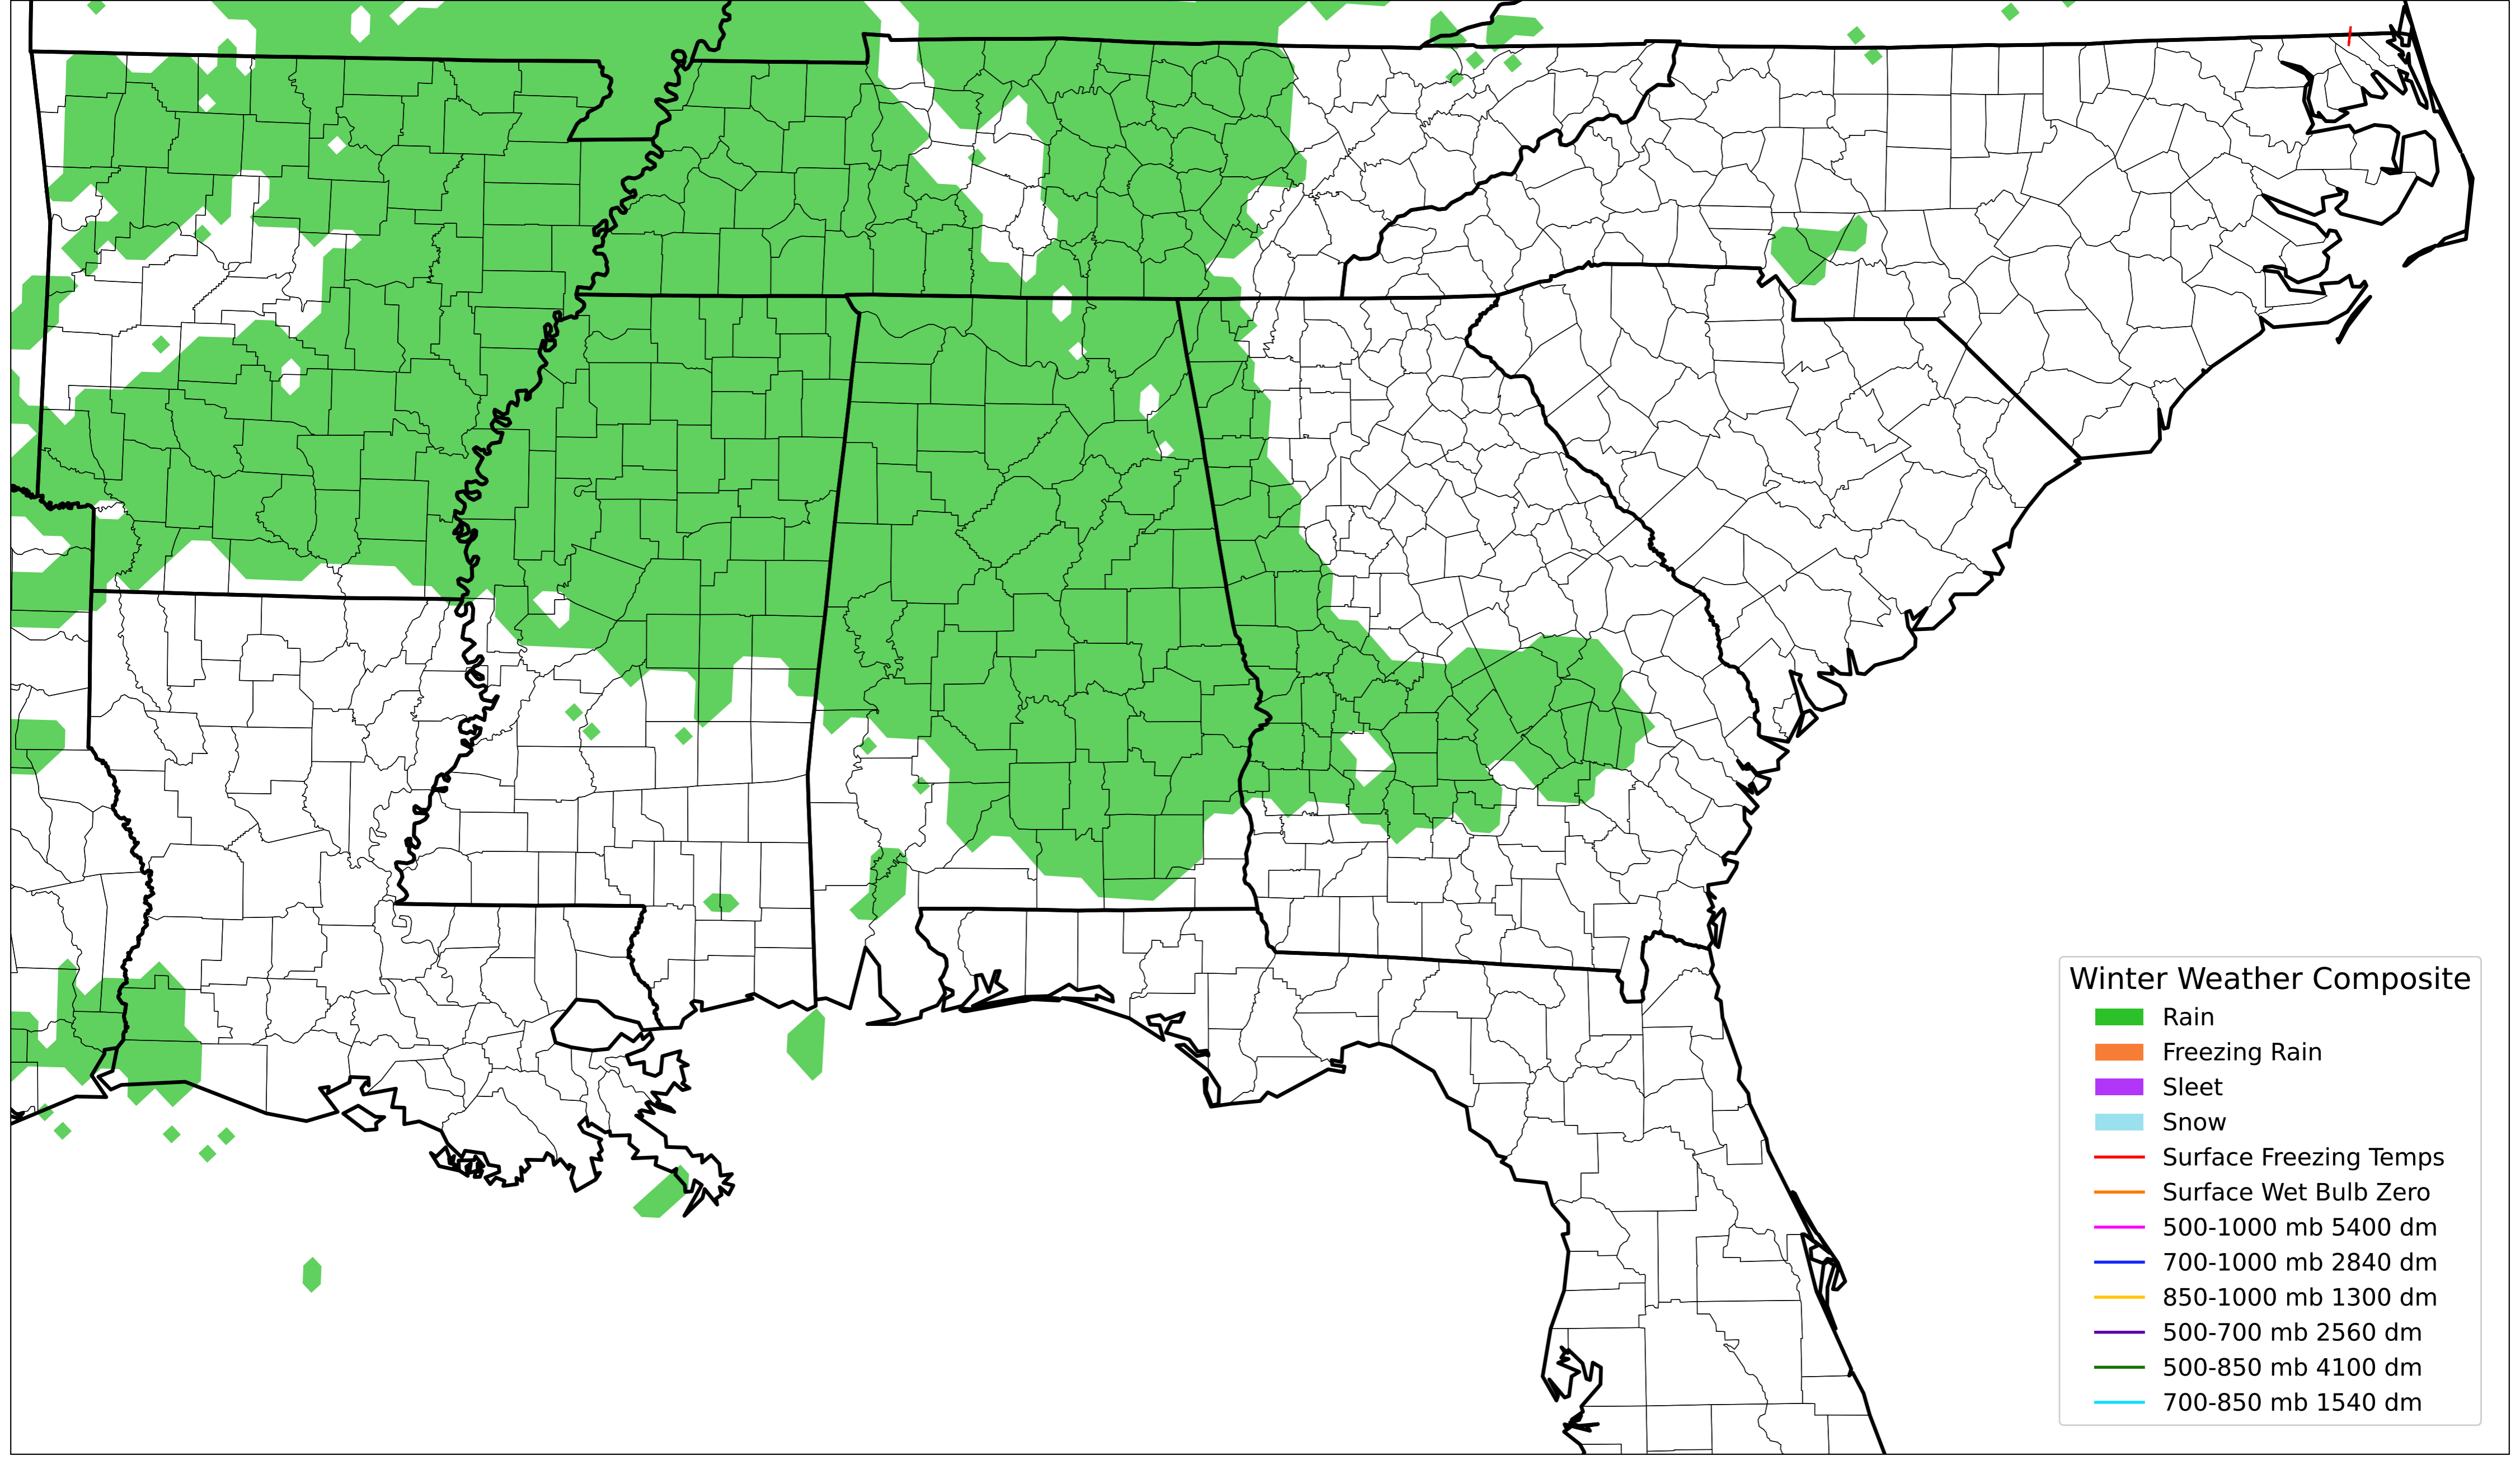 Winter Weather Composite
Rain
Freezing Rain
Sleet
Snow
Surface Freezing Temps
Surface Wet Bulb Zero
500-1000 mb 5400 dm
700-1000 mb 2840 dm
850-1000 mb 1300 dm
500-700 mb 2560 dm
500-850 mb 4100 dm
700-850 mb 1540 dm